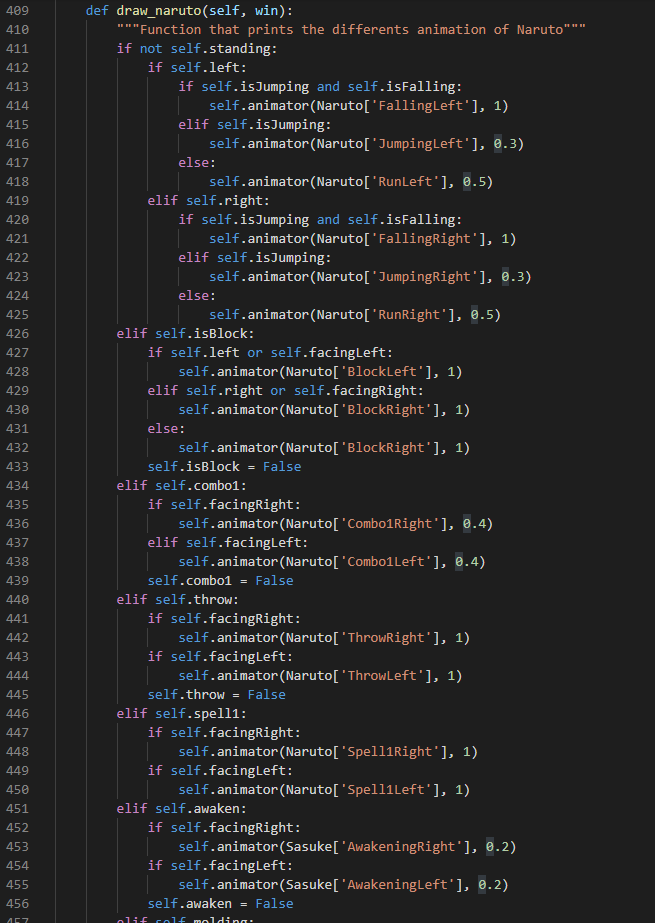 409 def draw_naruto(self, win):
410 """Function that prints the differents animation of Naruto"""
411 if not self.standing:
412 if self.left:
413 if self.isJumping and self.isFalling:
414 self.animator(Naruto['FallingLeft'], 1)
415 elif self.isJumping:
416 self.animator(Naruto['JumpingLeft'], 0.3)
417 else:
418 self.animator(Naruto['RunLeft'], 0.5)
419 elif self.right:
420 if self.isJumping and self.isFalling:
421 self.animator(Naruto['FallingRight'], 1)
422 elif self.isJumping:
423 self.animator(Naruto['JumpingRight'], 0.3)
424 else:
425 self.animator(Naruto['RunRight'], 0.5)
426 elif self.isBlock:
427 if self.left or self.facingLeft:
428 self.animator(Naruto['BlockLeft'], 1)
429 elif self.right or self.facingRight:
430 self.animator(Naruto['BlockRight'], 1)
431 else:
432 self.animator(Naruto['BlockRight'], 1)
433 self.isBlock = False
434 elif self.combo1:
435 if self.facingRight:
436 self.animator(Naruto['Combo1Right'], 0.4)
437 elif self.facingLeft:
438 self.animator(Naruto['Combo1Left'], 0.4)
439 self.combo1 = False
440 elif self.throw:
441 if self.facingRight:
442 self.animator(Naruto['ThrowRight'], 1)
443 if self.facingLeft:
444 self.animator(Naruto['ThrowLeft'], 1)
445 self.throw = False
446 elif self.spell1:
447 if self.facingRight:
448 self.animator(Naruto['Spell1Right'], 1)
449 if self.facingLeft:
450 self.animator(Naruto['Spell1Left'], 1)
451 elif self.awaken:
452 if self.facingRight:
453 self.animator(Sasuke['AwakeningRight'], 0.2)
454 if self.facingLeft:
455 self.animator(Sasuke['AwakeningLeft'], 0.2)
456 self.awaken = False
457 elif self.molding: